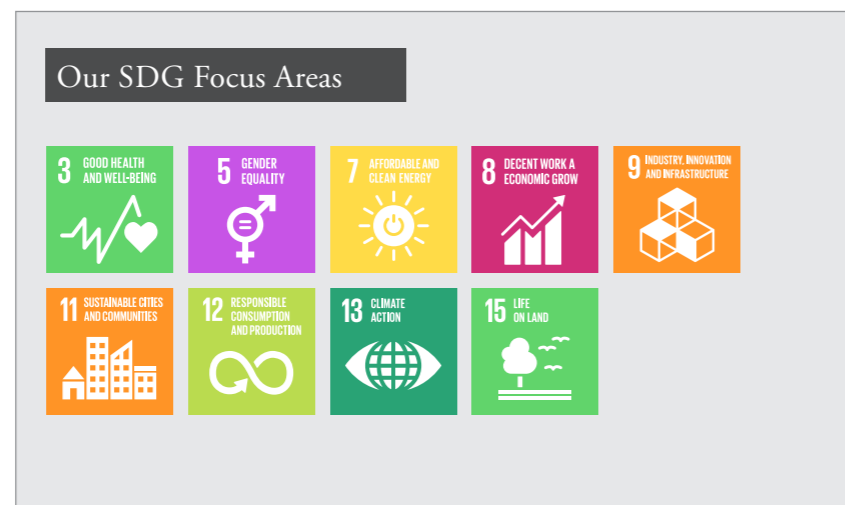 Our SDG Focus Areas
3 GOOD HEALTH
AND WELL-BEING
5 GENDER
EQUALITY
7 AFFORDABLE AND
CLEAN ENERGY
8 DECENT WORK A
ECONOMIC GROW
9 INDUSTRY, INNOVATION
AND INFRASTRUCTURE
11 SUSTAINABLE CITIES
AND COMMUNITIES
12 RESPONSIBLE
CONSUMPTION
AND PRODUCTION
13 CLIMATE
ACTION
15 LIFE
ON LAND